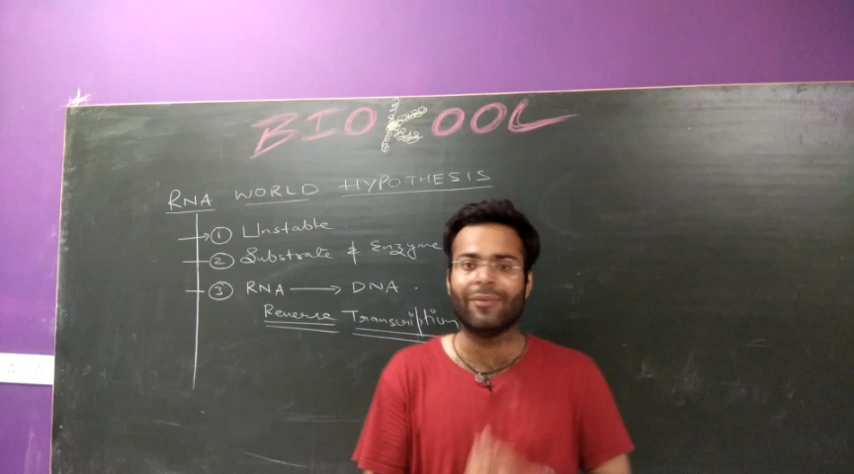 BIOKOOL
RNA WORLD HYPOTHESIS
① Unstable
② Substrate & Enzyme
③ RNA → DNA
Reverse Transcription